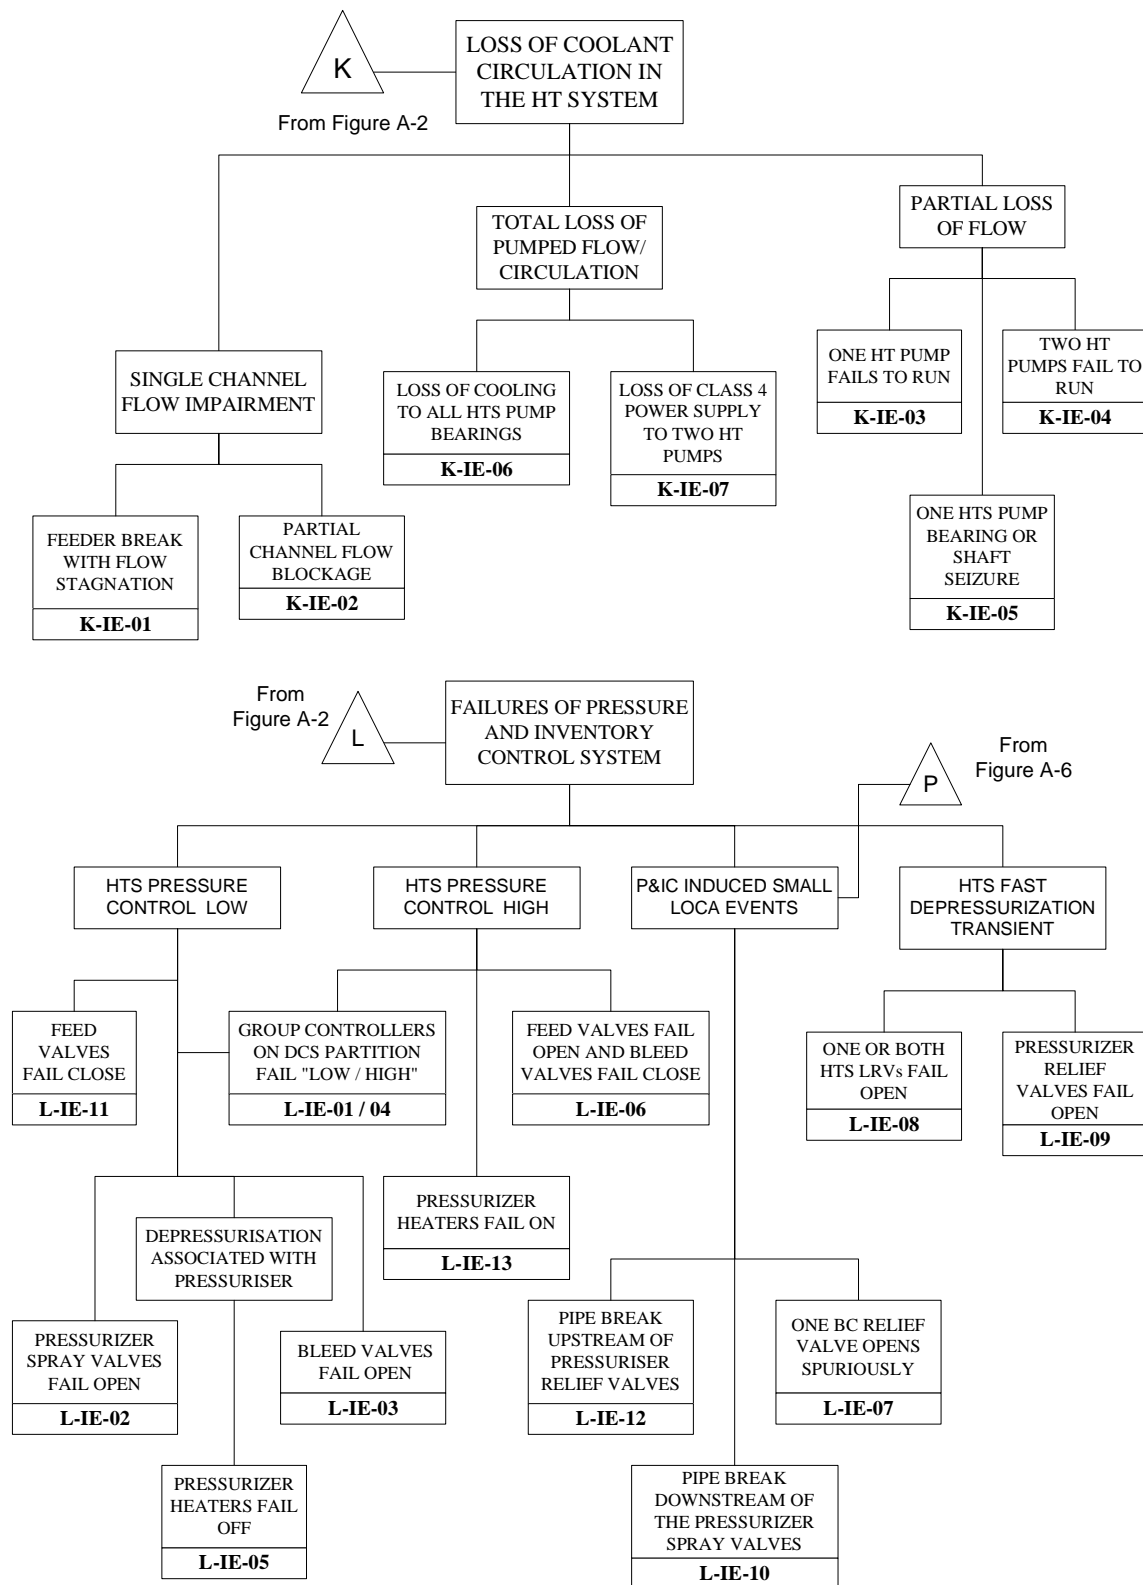 K
From Figure A-2
LOSS OF COOLANT
CIRCULATION IN
THE HT SYSTEM
SINGLE CHANNEL
FLOW IMPAIRMENT
FEEDER BREAK
WITH FLOW
STAGNATION
K-IE-01
PARTIAL
CHANNEL FLOW
BLOCKAGE
K-IE-02
TOTAL LOSS OF
PUMPED FLOW/
CIRCULATION
LOSS OF COOLING
TO ALL HTS PUMP
BEARINGS
K-IE-06
LOSS OF CLASS 4
POWER SUPPLY
TO TWO HT
PUMPS
K-IE-07
PARTIAL LOSS
OF FLOW
ONE HT PUMP
FAILS TO RUN
K-IE-03
TWO HT
PUMPS FAIL TO
RUN
K-IE-04
ONE HTS PUMP
BEARING OR
SHAFT
SEIZURE
K-IE-05
From
Figure A-2
L
FAILURES OF PRESSURE
AND INVENTORY
CONTROL SYSTEM
P
From
Figure A-6
HTS PRESSURE
CONTROL LOW
HTS PRESSURE
CONTROL HIGH
P&IC INDUCED SMALL
LOCA EVENTS
HTS FAST
DEPRESSURIZATION
TRANSIENT
FEED
VALVES
FAIL CLOSE
L-IE-11
GROUP CONTROLLERS
ON DCS PARTITION
FAIL "LOW / HIGH"
L-IE-01 / 04
FEED VALVES FAIL
OPEN AND BLEED
VALVES FAIL CLOSE
L-IE-06
ONE OR BOTH
HTS LRVs FAIL
OPEN
L-IE-08
PRESSURIZER
RELIEF
VALVES FAIL
OPEN
L-IE-09
PRESSURIZER
HEATERS FAIL ON
L-IE-13
DEPRESSURISATION
ASSOCIATED WITH
PRESSURISER
PRESSURIZER
SPRAY VALVES
FAIL OPEN
L-IE-02
BLEED VALVES
FAIL OPEN
L-IE-03
PIPE BREAK
UPSTREAM OF
PRESSURISER
RELIEF VALVES
L-IE-12
ONE BC RELIEF
VALVE OPENS
SPURIOUSLY
L-IE-07
PRESSURIZER
HEATERS FAIL
OFF
L-IE-05
PIPE BREAK
DOWNSTREAM OF
THE PRESSURIZER
SPRAY VALVES
L-IE-10